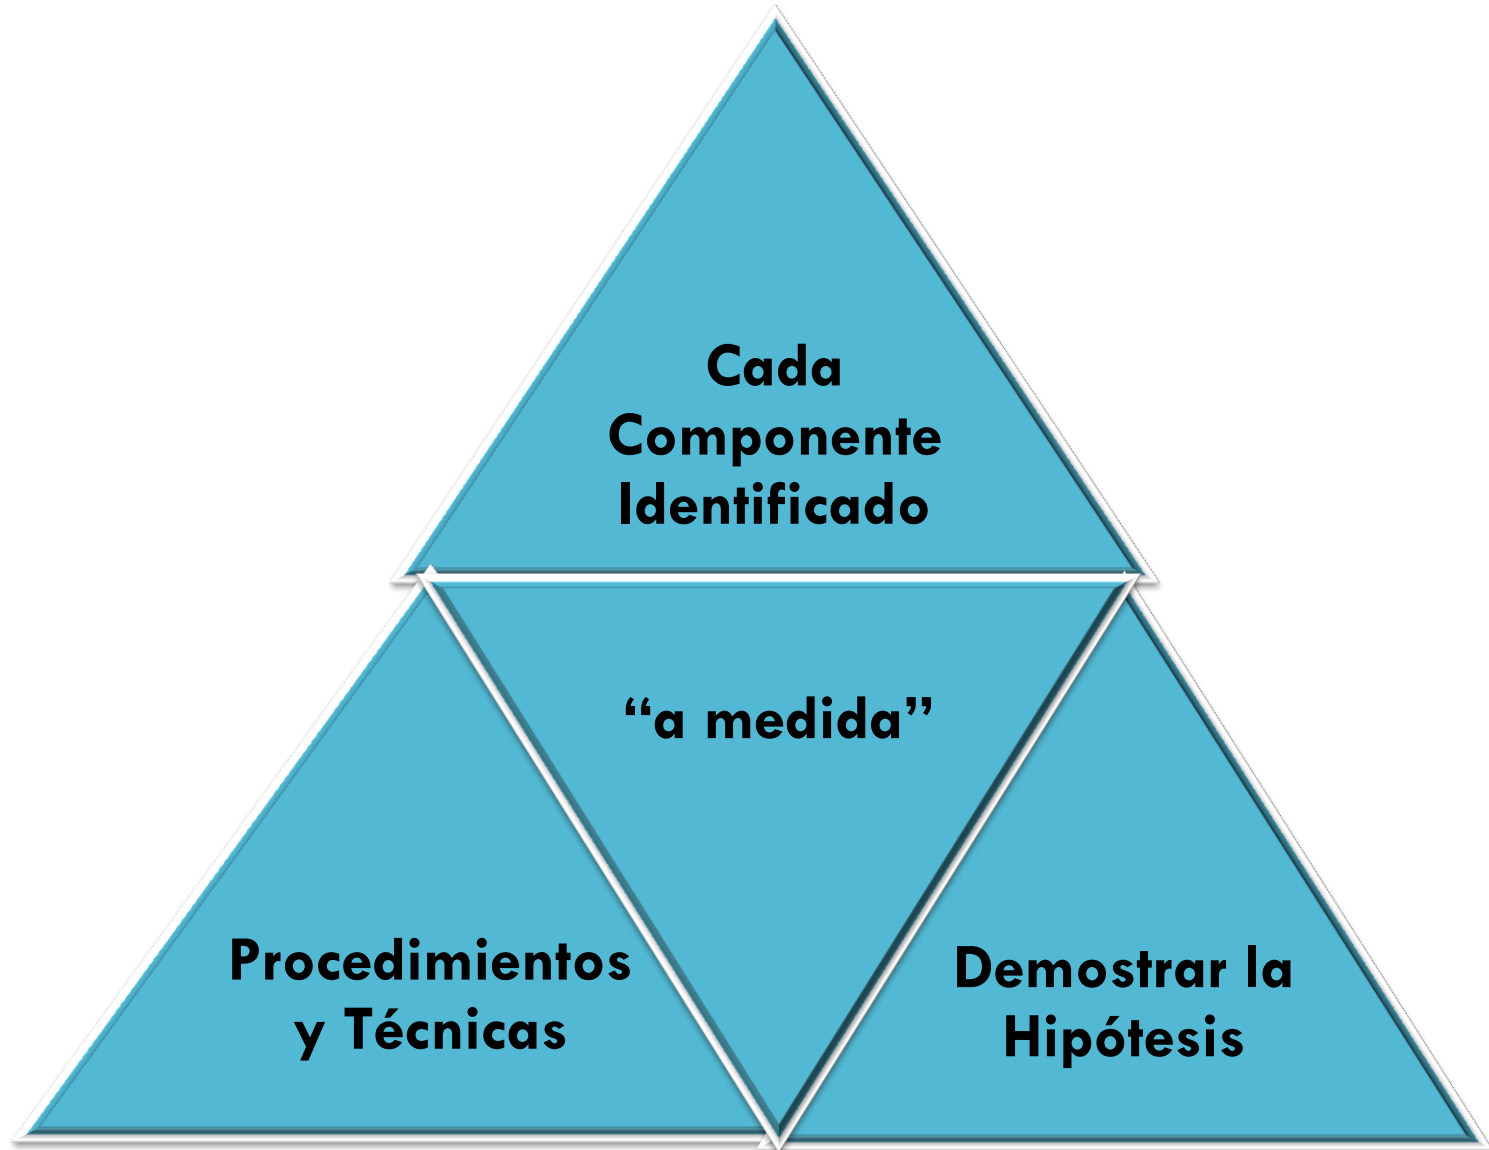 Cada
Componente
Identificado
“a medida”
Procedimientos
y Técnicas
Demostrar la
Hipótesis